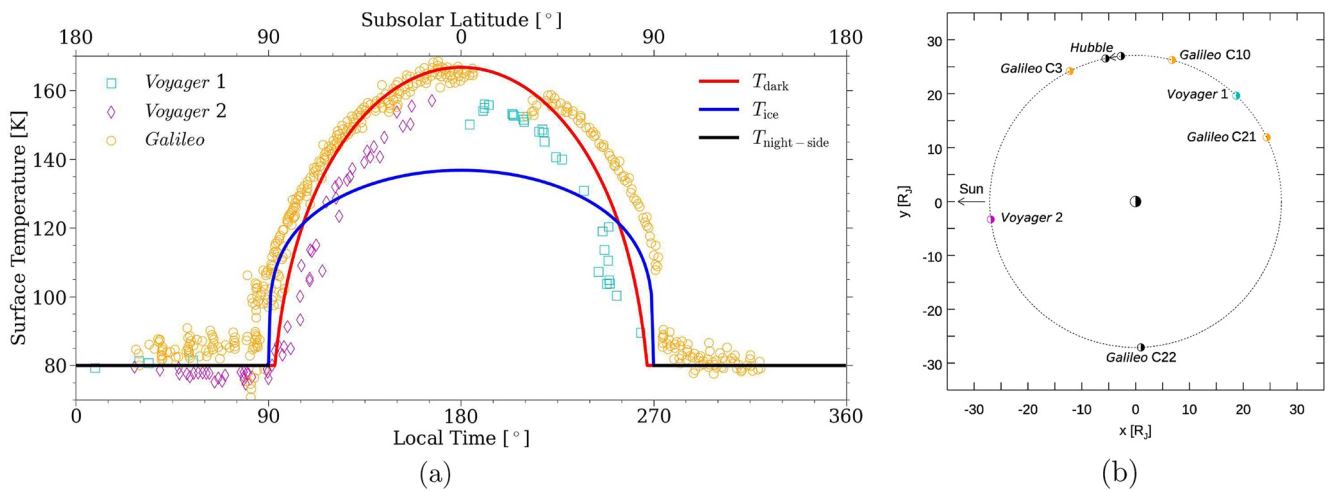 Subsolar Latitude [°]
180 90 0 90 180
Voyager 1
Voyager 2
Galileo
T_dark
T_ice
T_night−side
Surface Temperature [K]
160
140
120
100
80
0 90 180 270 360
Local Time [°]
(a)
30
20
10
0
-10
-20
-30
y [R_J]
Hubble
Galileo C3
Galileo C10
Voyager 1
Galileo C21
Sun
Voyager 2
Galileo C22
-30 -20 -10 0 10 20 30
x [R_J]
(b)